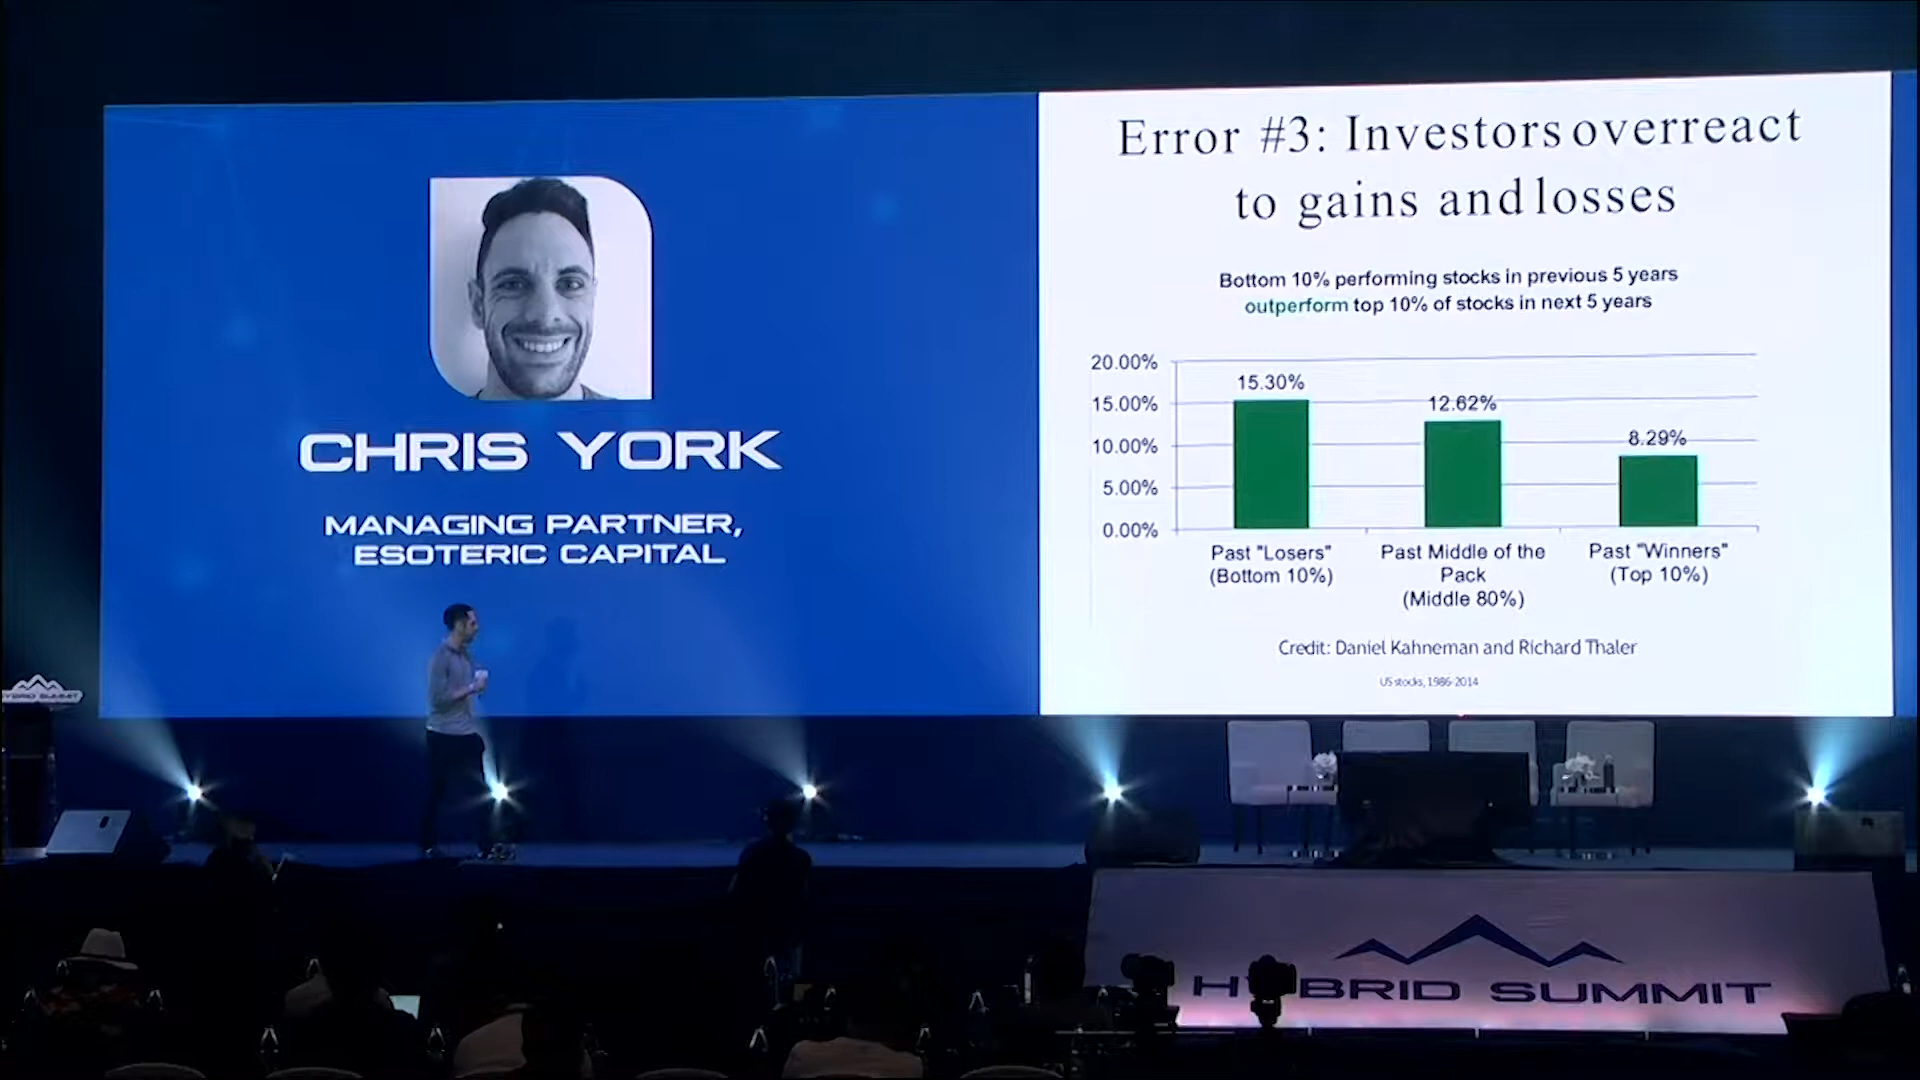 CHRIS YORK
MANAGING PARTNER,
ESOTERIC CAPITAL
Error #3: Investors overreact
to gains and losses
Bottom 10% performing stocks in previous 5 years
outperform top 10% of stocks in next 5 years
20.00%
15.00%
10.00%
5.00%
0.00%
15.30%
12.62%
8.29%
Past "Losers"
(Bottom 10%)
Past Middle of the
Pack
(Middle 80%)
Past "Winners"
(Top 10%)
Credit: Daniel Kahneman and Richard Thaler
US stocks, 1986-2014
HYBRID SUMMIT
HYBRID SUMMIT